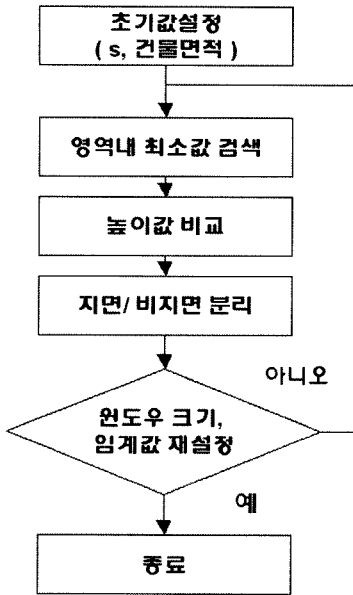 초기값설정
( s, 건물면적 )
영역내 최소값 검색
높이값 비교
지면/ 비지면 분리
아니오
윈도우 크기,
임계값 재설정
예
종료